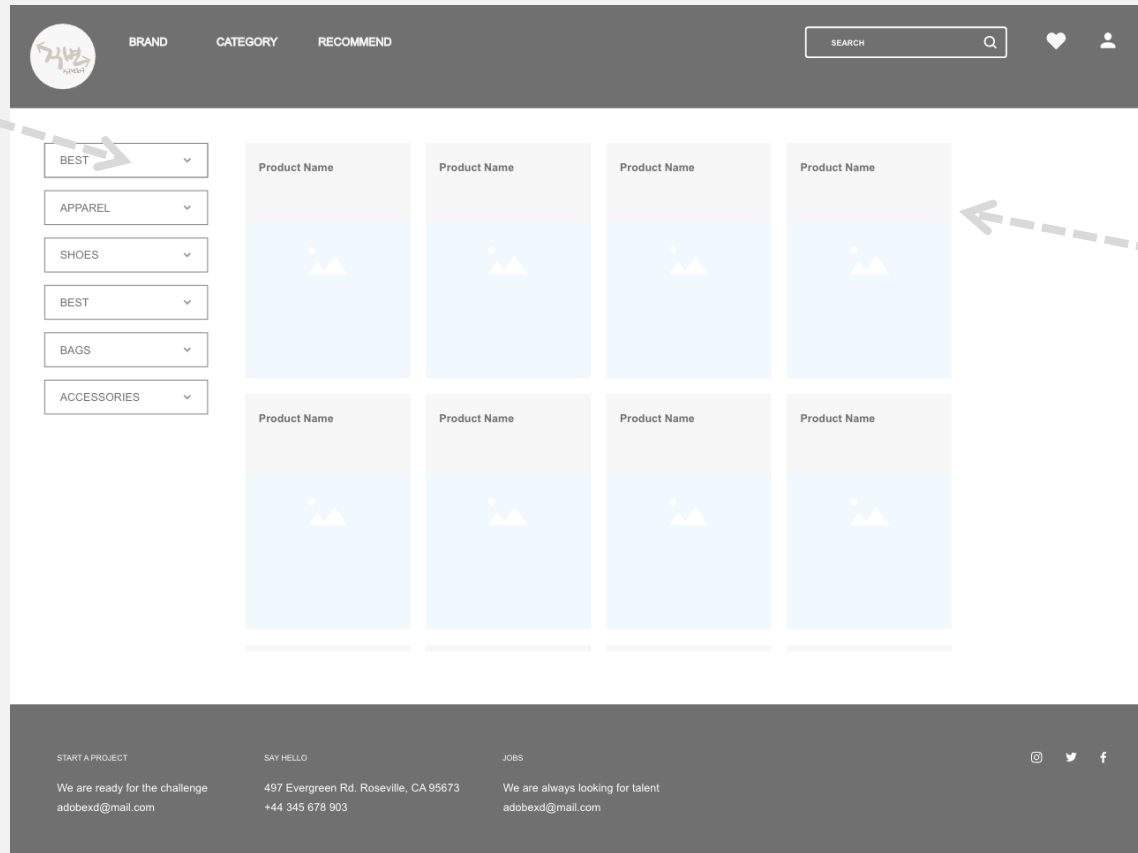 BRAND CATEGORY RECOMMEND SEARCH
BEST
APPAREL
SHOES
BEST
BAGS
ACCESSORIES
Product Name Product Name Product Name Product Name
Product Name Product Name Product Name Product Name
START A PROJECT
We are ready for the challenge
adobexd@mail.com
SAY HELLO
497 Evergreen Rd. Roseville, CA 95673
+44 345 678 903
JOBS
We are always looking for talent
adobexd@mail.com